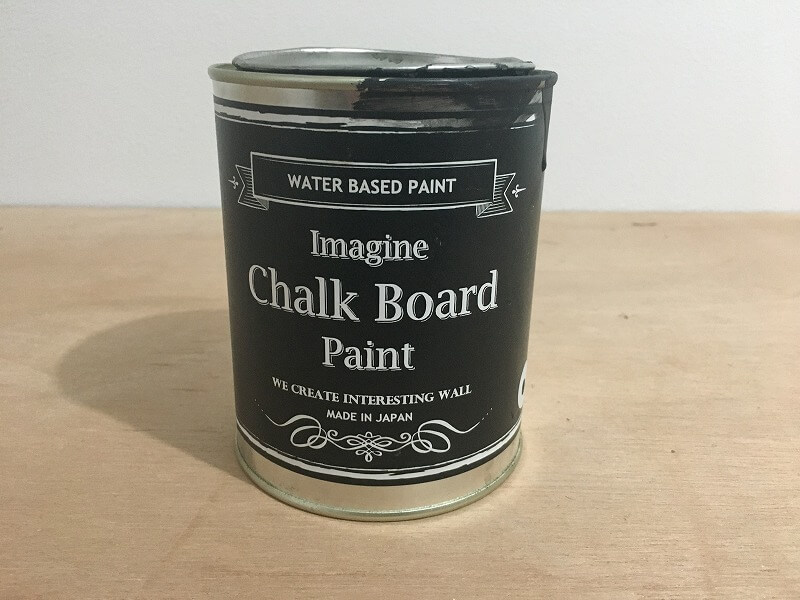 WATER BASED PAINT
Imagine
Chalk Board
Paint
WE CREATE INTERESTING WALL
MADE IN JAPAN